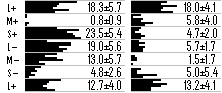 L+ 18.3±5.7 18.0±4.1
M+ 0.8±0.9 5.8±4.0
S+ 23.5±5.4 4.7±2.0
L- 19.0±5.6 5.7±1.7
M- 13.0±5.7 1.5±1.7
S- 4.8±2.6 5.0±5.4
L+ 12.7±4.0 13.2±4.1